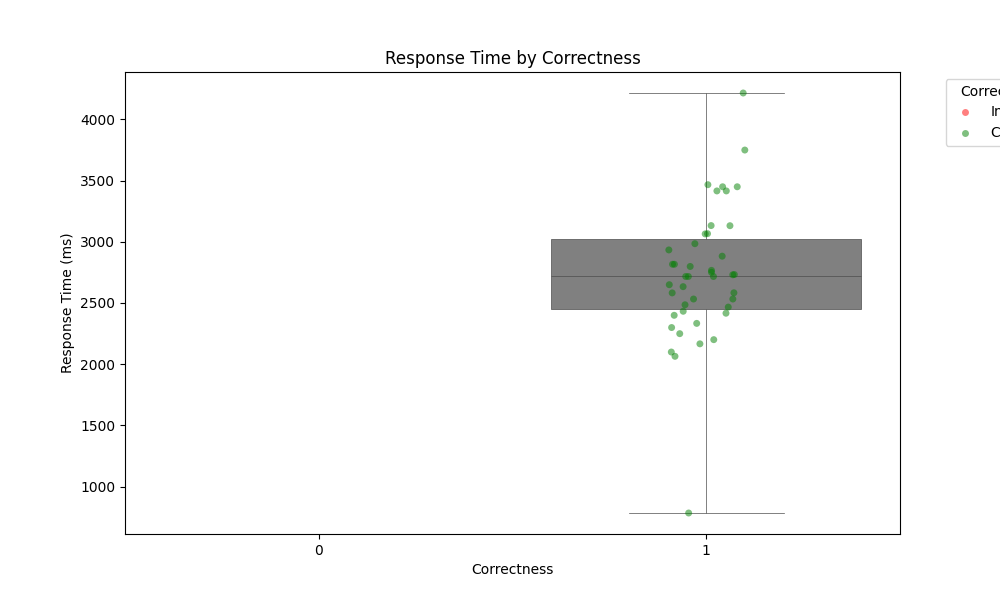 Response Time by Correctness
Response Time (ms)
4000
3500
3000
2500
2000
1500
1000
0
1
Correctness
Correc
In
C